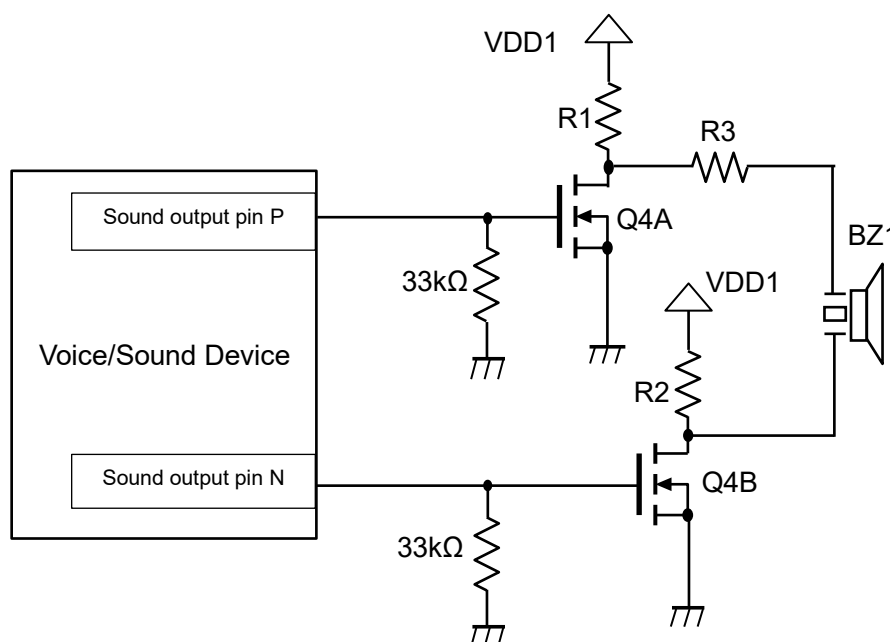 VDD1
R1
R3
Sound output pin P
Q4A
BZ1
33kΩ
VDD1
Voice/Sound Device
R2
Sound output pin N
Q4B
33kΩ